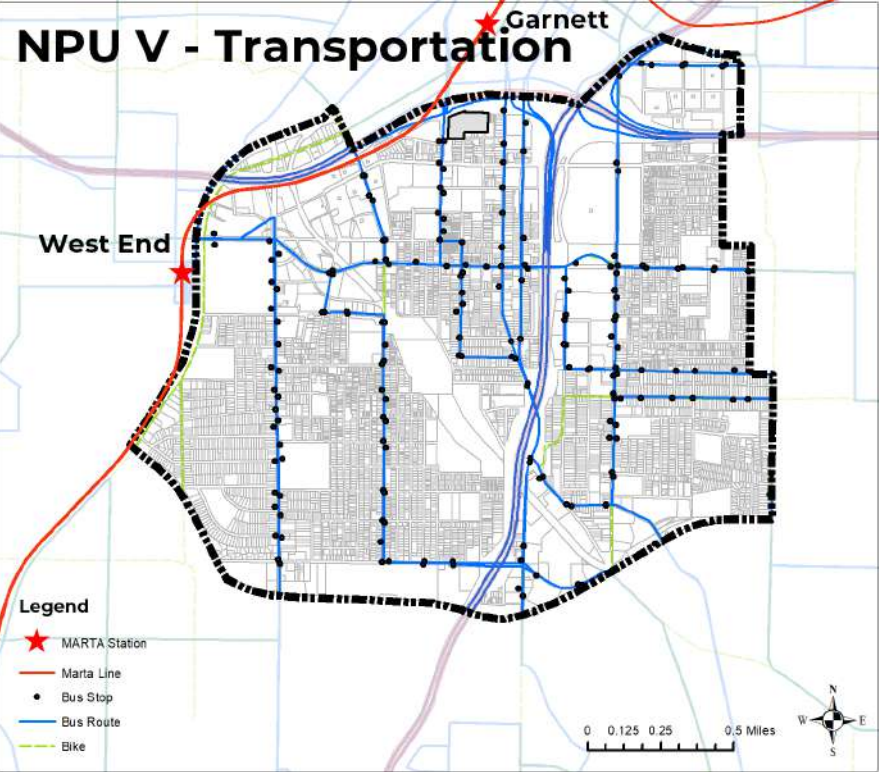 Garnett
NPU V - Transportation
West End
Legend
MARTA Station
Marta Line
Bus Stop
Bus Route
Bike
0 0.125 0.25 0.5 Miles
N
W E
S